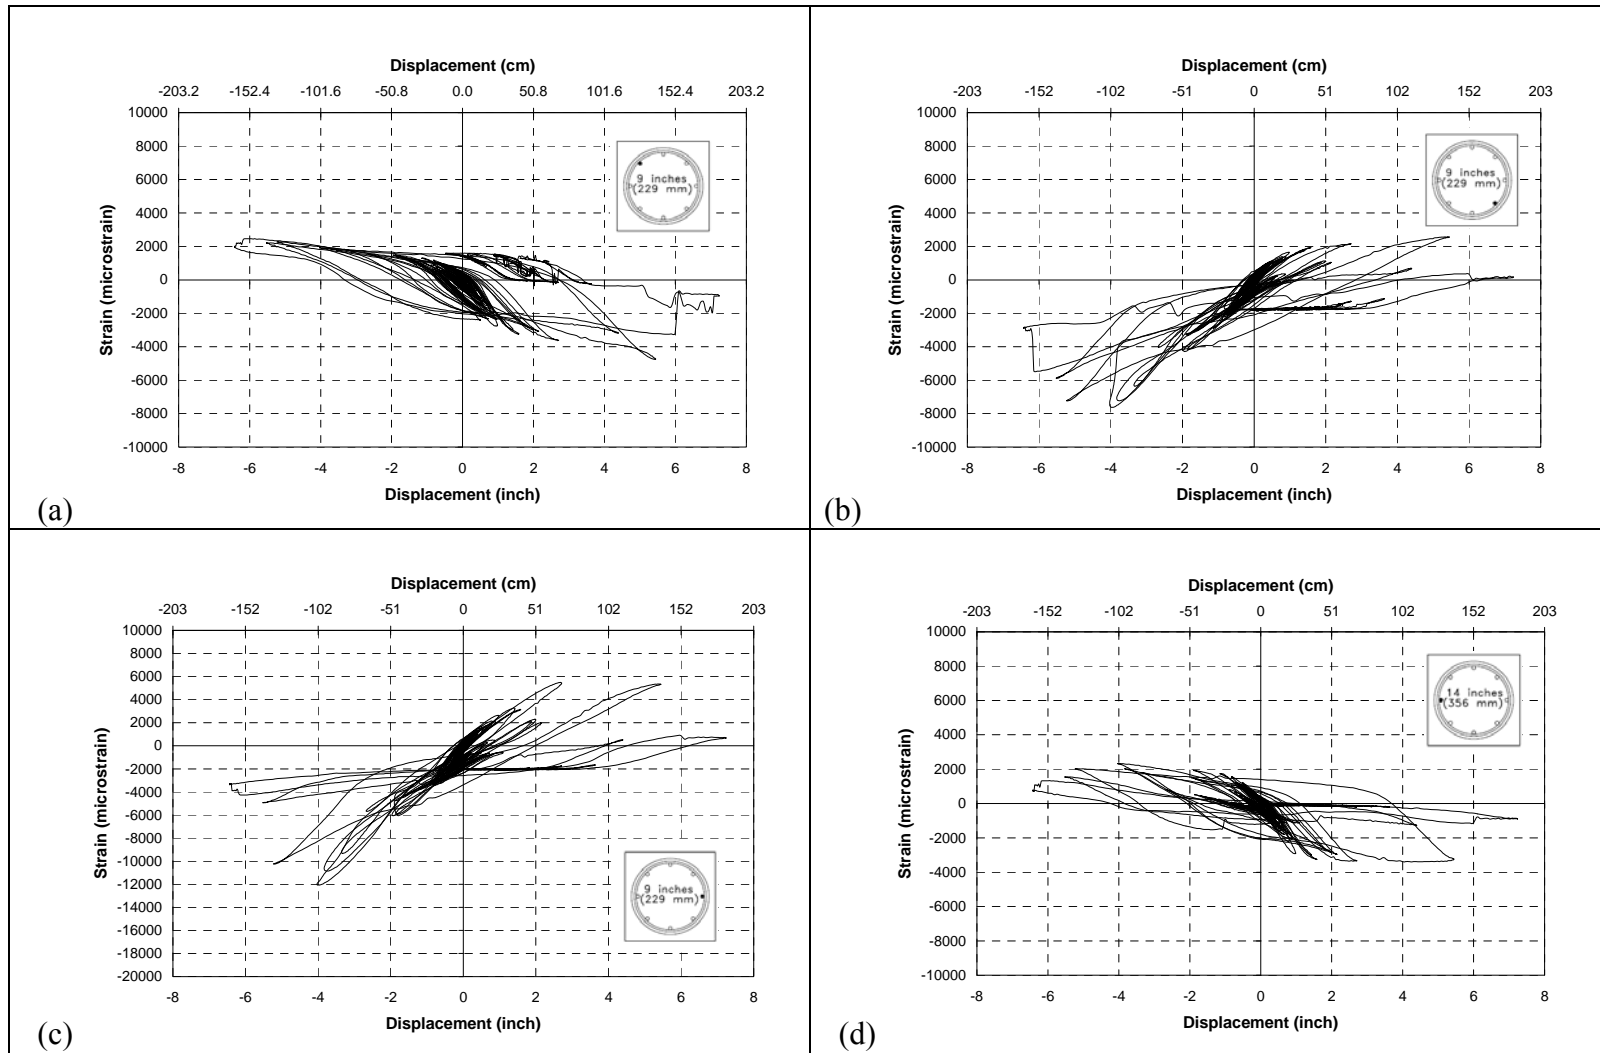 Displacement (cm)
-203.2 -152.4 -101.6 -50.8 0.0 50.8 101.6 152.4 203.2
10000
8000
6000
4000
2000
0
-2000
-4000
-6000
-8000
-10000
Strain (microstrain)
9 inches
(229 mm)
-8 -6 -4 -2 0 2 4 6 8
Displacement (inch)
(a)
Displacement (cm)
-203 -152 -102 -51 0 51 102 152 203
10000
8000
6000
4000
2000
0
-2000
-4000
-6000
-8000
-10000
Strain (microstrain)
9 inches
(229 mm)
-8 -6 -4 -2 0 2 4 6 8
Displacement (inch)
(b)
Displacement (cm)
-203 -152 -102 -51 0 51 102 152 203
10000
8000
6000
4000
2000
0
-2000
-4000
-6000
-8000
-10000
-12000
-14000
-16000
-18000
-20000
Strain (microstrain)
9 inches
(229 mm)
-8 -6 -4 -2 0 2 4 6 8
Displacement (inch)
(c)
Displacement (cm)
-203 -152 -102 -51 0 51 102 152 203
10000
8000
6000
4000
2000
0
-2000
-4000
-6000
-8000
-10000
Strain (microstrain)
14 inches
(356 mm)
-8 -6 -4 -2 0 2 4 6 8
Displacement (inch)
(d)